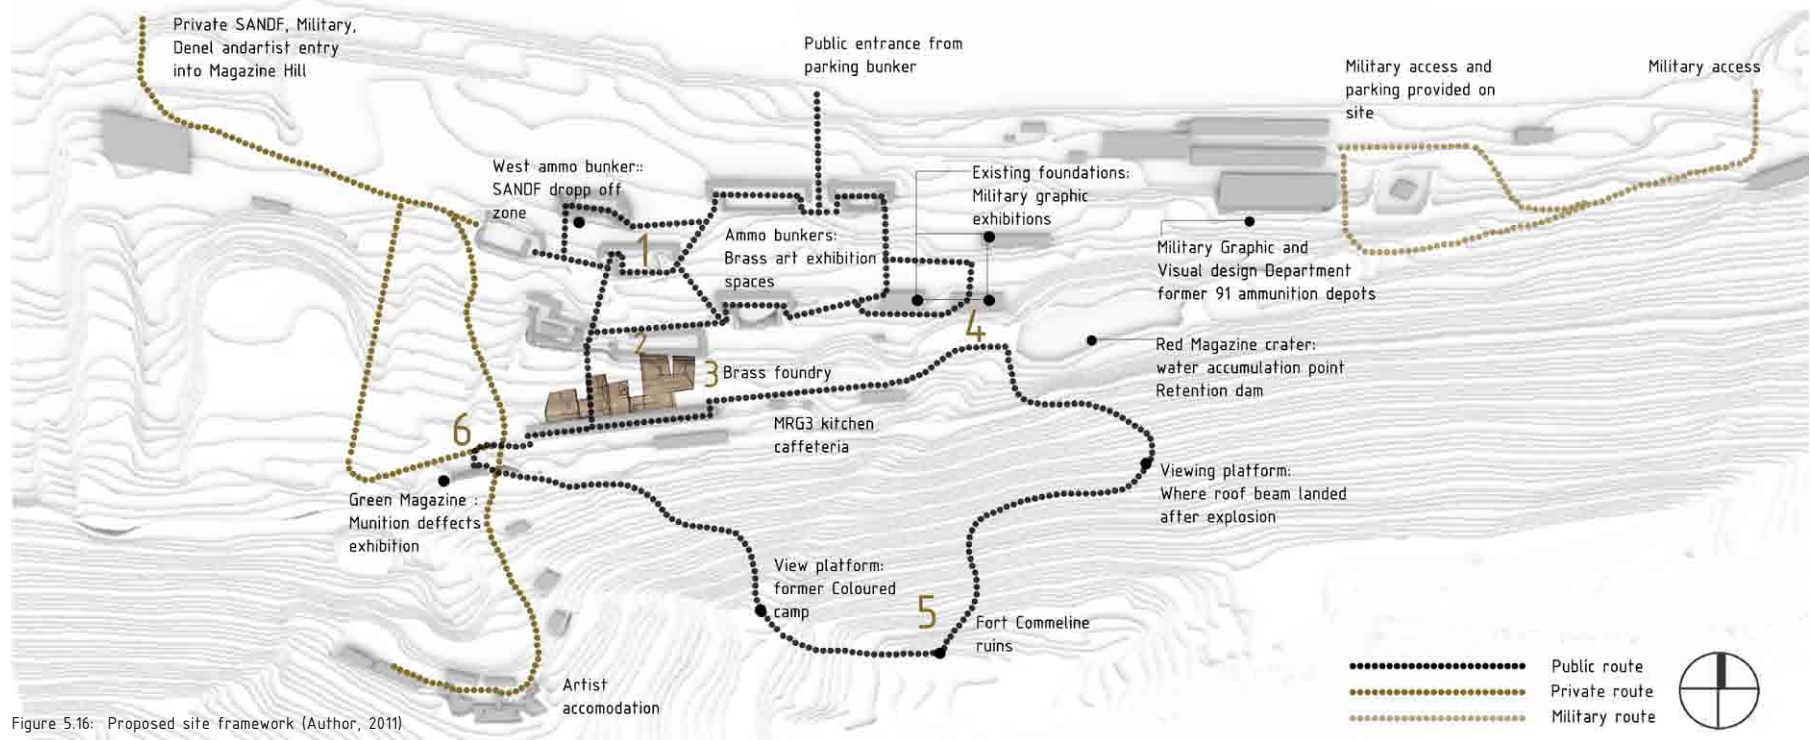 Private SANDF, Military,
Denel andartist entry
into Magazine Hill
Public entrance from
parking bunker
Military access and
parking provided on
site
Military access
West ammo bunker::
SANDF dropp off
zone
Existing foundations:
Military graphic
exhibitions
1
Ammo bunkers:
Brass art exhibition
spaces
Military Graphic and
Visual design Department
former 91 ammunition depots
4
2
3
Brass foundry
Red Magazine crater:
water accumulation point
Retention dam
6
MRG3 kitchen
caffeteria
Green Magazine :
Munition deffects
exhibition
Viewing platform:
Where roof beam landed
after explosion
View platform:
former Coloured
camp
5
Fort Commeline
ruins
Artist
accomodation
Public route
Private route
Military route
Figure 5.16: Proposed site framework (Author, 2011)